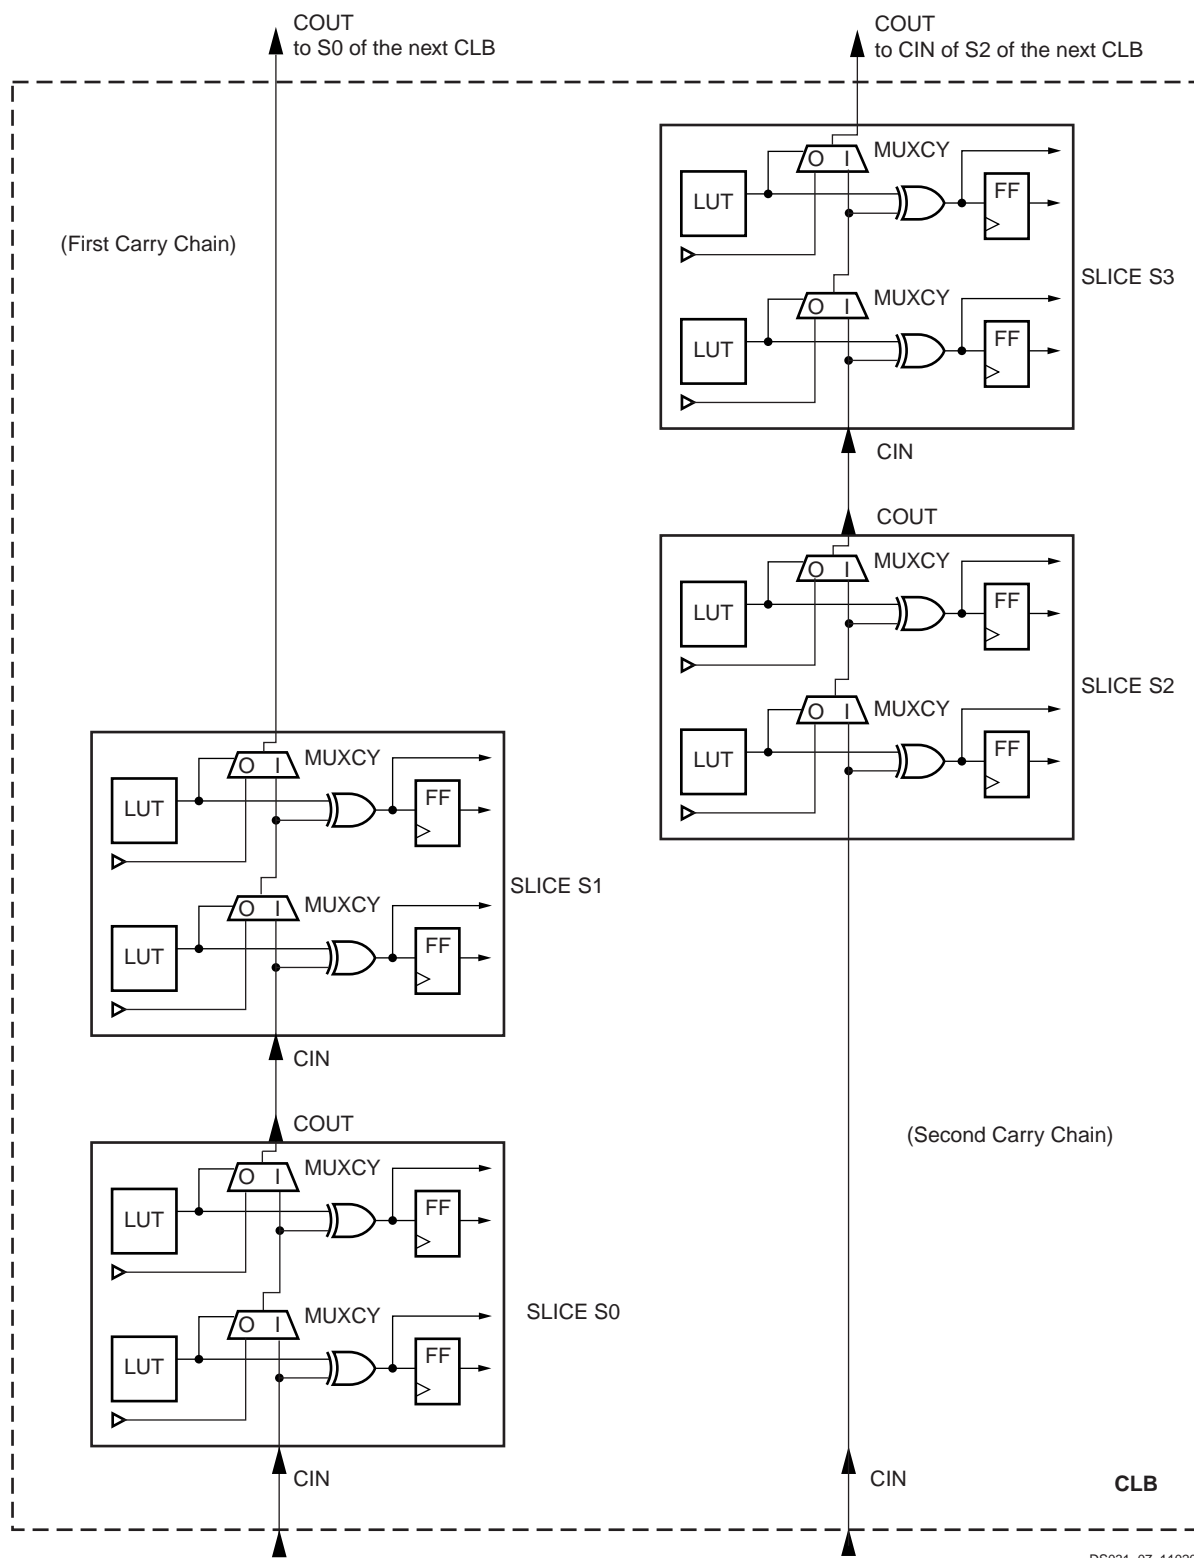 COUT
to S0 of the next CLB
COUT
to CIN of S2 of the next CLB
(First Carry Chain)
O I MUXCY
LUT
FF
SLICE S3
O I MUXCY
LUT
FF
CIN
COUT
O I MUXCY
LUT
FF
SLICE S2
O I MUXCY
LUT
FF
O I MUXCY
LUT
FF
SLICE S1
O I MUXCY
LUT
FF
CIN
COUT
(Second Carry Chain)
O I MUXCY
LUT
FF
SLICE S0
O I MUXCY
LUT
FF
CIN
CIN
CLB